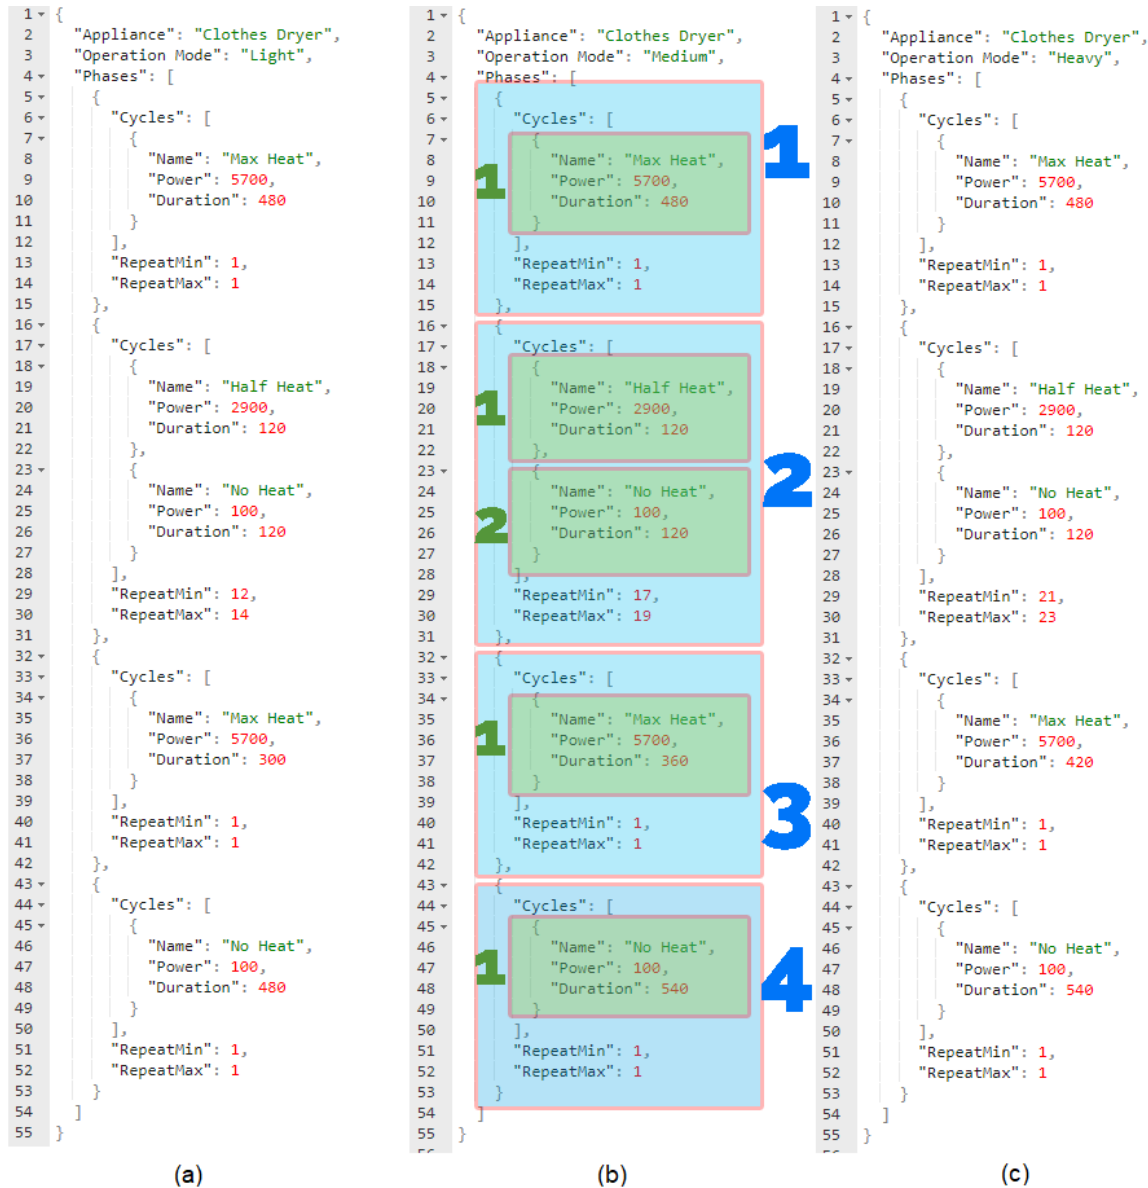 1 {
2 "Appliance": "Clothes Dryer",
3 "Operation Mode": "Light",
4 "Phases": [
5 {
6 "Cycles": [
7 {
8 "Name": "Max Heat",
9 "Power": 5700,
10 "Duration": 480
11 }
12 ],
13 "RepeatMin": 1,
14 "RepeatMax": 1
15 },
16 {
17 "Cycles": [
18 {
19 "Name": "Half Heat",
20 "Power": 2900,
21 "Duration": 120
22 },
23 {
24 "Name": "No Heat",
25 "Power": 100,
26 "Duration": 120
27 }
28 ],
29 "RepeatMin": 12,
30 "RepeatMax": 14
31 },
32 {
33 "Cycles": [
34 {
35 "Name": "Max Heat",
36 "Power": 5700,
37 "Duration": 300
38 }
39 ],
40 "RepeatMin": 1,
41 "RepeatMax": 1
42 },
43 {
44 "Cycles": [
45 {
46 "Name": "No Heat",
47 "Power": 100,
48 "Duration": 480
49 }
50 ],
51 "RepeatMin": 1,
52 "RepeatMax": 1
53 }
54 ]
55 }
(a)
1 {
2 "Appliance": "Clothes Dryer",
3 "Operation Mode": "Medium",
4 "Phases": [
5 {
6 "Cycles": [
7 {
8 "Name": "Max Heat",
9 "Power": 5700,
10 "Duration": 480
11 }
12 ],
13 "RepeatMin": 1,
14 "RepeatMax": 1
15 },
16 {
17 "Cycles": [
18 {
19 "Name": "Half Heat",
20 "Power": 2900,
21 "Duration": 120
22 },
23 {
24 "Name": "No Heat",
25 "Power": 100,
26 "Duration": 120
27 }
28 ],
29 "RepeatMin": 17,
30 "RepeatMax": 19
31 },
32 {
33 "Cycles": [
34 {
35 "Name": "Max Heat",
36 "Power": 5700,
37 "Duration": 360
38 }
39 ],
40 "RepeatMin": 1,
41 "RepeatMax": 1
42 },
43 {
44 "Cycles": [
45 {
46 "Name": "No Heat",
47 "Power": 100,
48 "Duration": 540
49 }
50 ],
51 "RepeatMin": 1,
52 "RepeatMax": 1
53 }
54 ]
55 }
1
1
2
1
1
1
2
3
4
(b)
1 {
2 "Appliance": "Clothes Dryer",
3 "Operation Mode": "Heavy",
4 "Phases": [
5 {
6 "Cycles": [
7 {
8 "Name": "Max Heat",
9 "Power": 5700,
10 "Duration": 480
11 }
12 ],
13 "RepeatMin": 1,
14 "RepeatMax": 1
15 },
16 {
17 "Cycles": [
18 {
19 "Name": "Half Heat",
20 "Power": 2900,
21 "Duration": 120
22 },
23 {
24 "Name": "No Heat",
25 "Power": 100,
26 "Duration": 120
27 }
28 ],
29 "RepeatMin": 21,
30 "RepeatMax": 23
31 },
32 {
33 "Cycles": [
34 {
35 "Name": "Max Heat",
36 "Power": 5700,
37 "Duration": 420
38 }
39 ],
40 "RepeatMin": 1,
41 "RepeatMax": 1
42 },
43 {
44 "Cycles": [
45 {
46 "Name": "No Heat",
47 "Power": 100,
48 "Duration": 540
49 }
50 ],
51 "RepeatMin": 1,
52 "RepeatMax": 1
53 }
54 ]
55 }
(c)